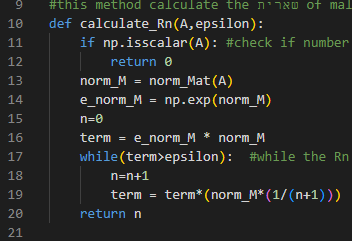 9 #this method calculate the שארית of mal
10 def calculate_Rn(A,epsilon):
11 if np.isscalar(A): #check if number
12 return 0
13 norm_M = norm_Mat(A)
14 e_norm_M = np.exp(norm_M)
15 n=0
16 term = e_norm_M * norm_M
17 while(term>epsilon): #while the Rn
18 n=n+1
19 term = term*(norm_M*(1/(n+1)))
20 return n
21